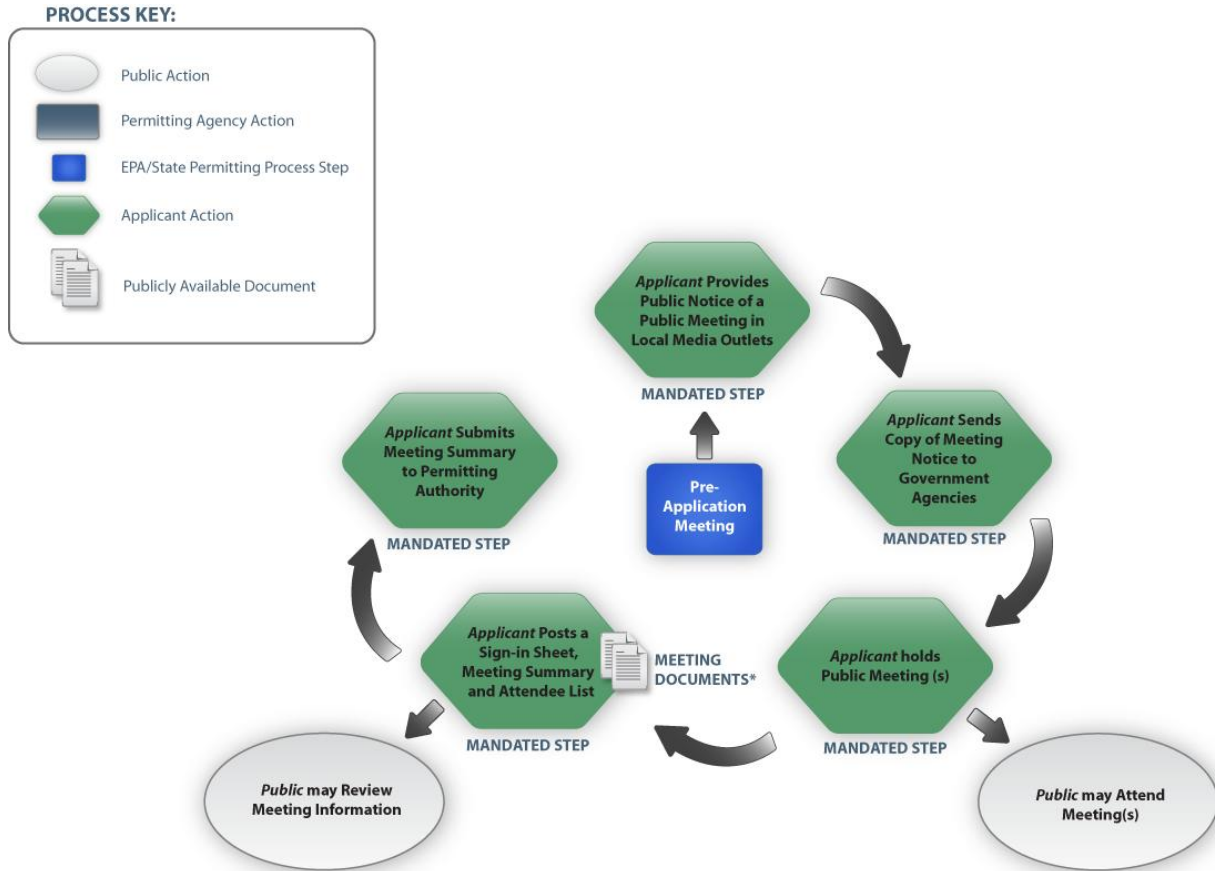 PROCESS KEY:
Public Action
Permitting Agency Action
EPA/State Permitting Process Step
Applicant Action
Publicly Available Document
Applicant Provides
Public Notice of a
Public Meeting in
Local Media Outlets
MANDATED STEP
Applicant Sends
Copy of Meeting
Notice to
Government
Agencies
MANDATED STEP
Applicant Submits
Meeting Summary
to Permitting
Authority
MANDATED STEP
Pre-
Application
Meeting
Applicant Posts a
Sign-in Sheet,
Meeting Summary
and Attendee List
MANDATED STEP
MEETING
DOCUMENTS*
Applicant holds
Public Meeting (s)
MANDATED STEP
Public may Review
Meeting Information
Public may Attend
Meeting(s)